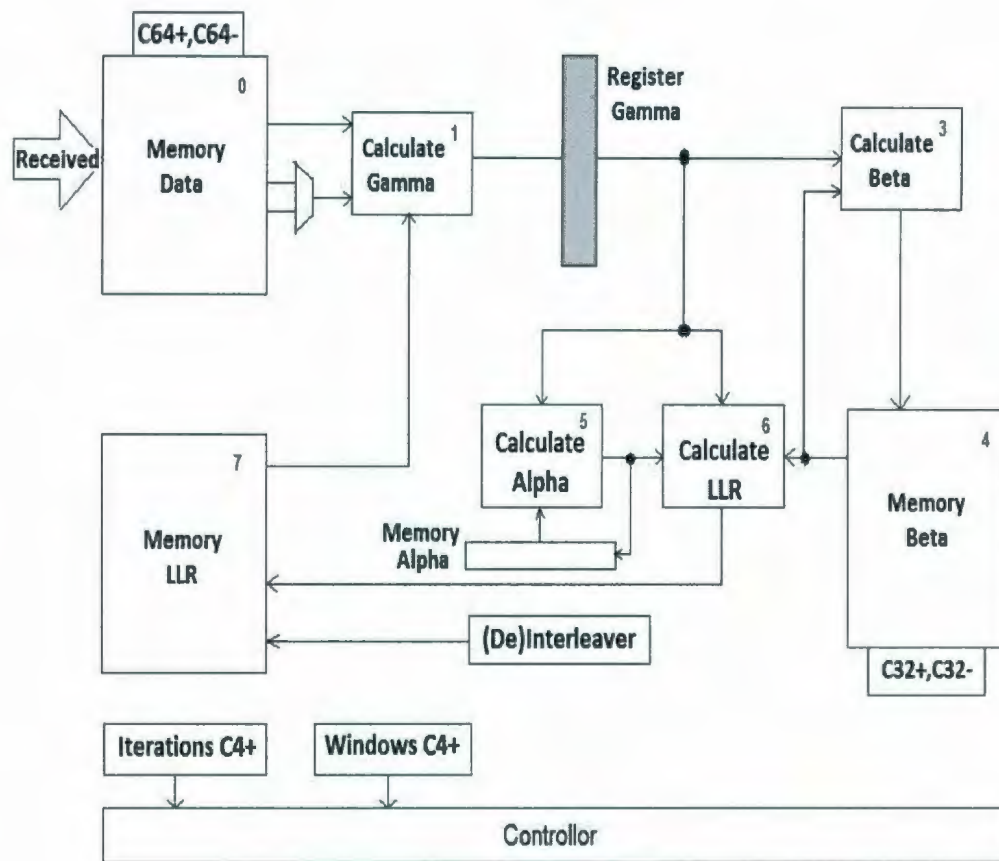 C64+,C64-
0
Received
Memory
Data
1
Calculate
Gamma
Register
Gamma
3
Calculate
Beta
7
Memory
LLR
5
Calculate
Alpha
Memory
Alpha
6
Calculate
LLR
4
Memory
Beta
(De)Interleaver
C32+,C32-
Iterations C4+
Windows C4+
Controllor